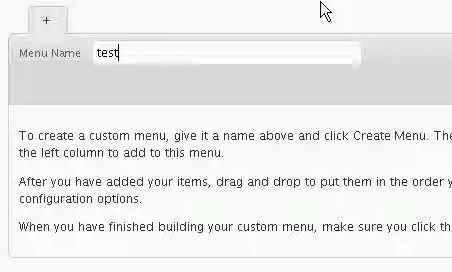 +
Menu Name test
To create a custom menu, give it a name above and click Create Menu. The
the left column to add to this menu.
After you have added your items, drag and drop to put them in the order y
configuration options.
When you have finished building your custom menu, make sure you click th